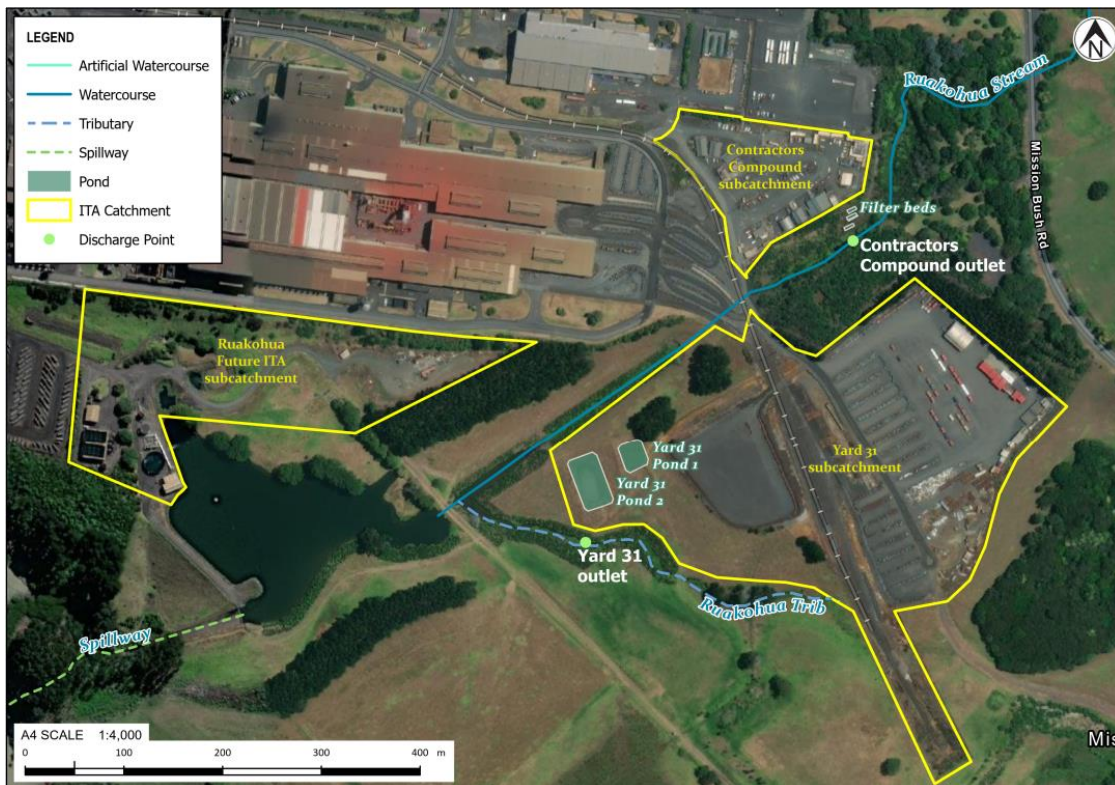 LEGEND
Artificial Watercourse
Watercourse
Tributary
Spillway
Pond
ITA Catchment
Discharge Point
N
Ruakohua Stream
Mission Bush Rd
Contractors
Compound
subcatchment
Filter beds
Contractors
Compound outlet
Ruakohua
Future ITA
subcatchment
Yard 31
Pond 1
Yard 31
Pond 2
Yard 31
subcatchment
Yard 31
outlet
Ruakohua Trib
Spillway
A4 SCALE 1:4,000
0 100 200 300 400 m
Mis